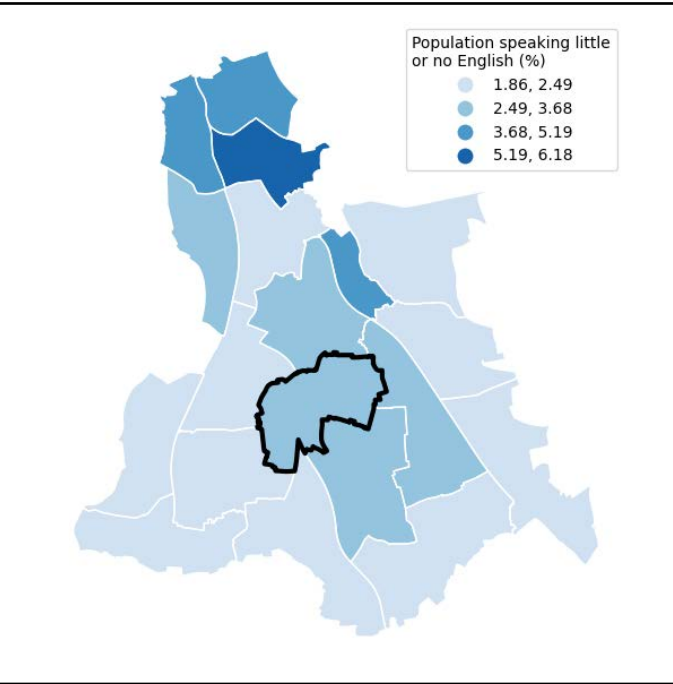 Population speaking little
or no English (%)
1.86, 2.49
2.49, 3.68
3.68, 5.19
5.19, 6.18